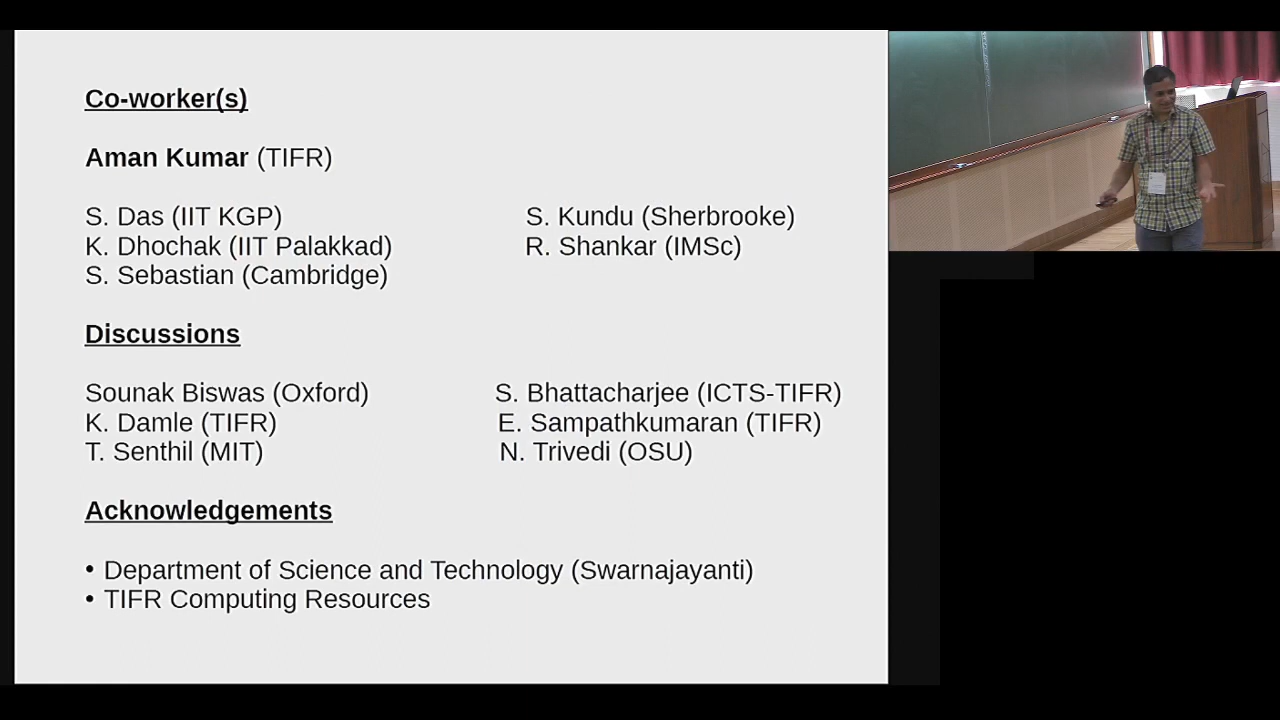 Co-worker(s)
Aman Kumar (TIFR)
S. Das (IIT KGP) S. Kundu (Sherbrooke)
K. Dhochak (IIT Palakkad) R. Shankar (IMSc)
S. Sebastian (Cambridge)
Discussions
Sounak Biswas (Oxford) S. Bhattacharjee (ICTS-TIFR)
K. Damle (TIFR) E. Sampathkumaran (TIFR)
T. Senthil (MIT) N. Trivedi (OSU)
Acknowledgements
• Department of Science and Technology (Swarnajayanti)
• TIFR Computing Resources